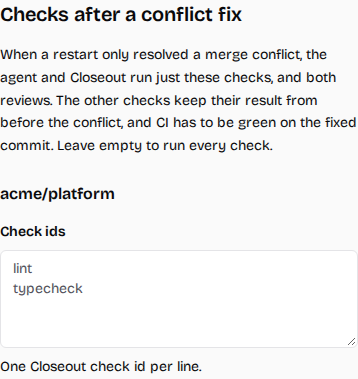 Checks after a conflict fix
When a restart only resolved a merge conflict, the
agent and Closeout run just these checks, and both
reviews. The other checks keep their result from
before the conflict, and CI has to be green on the fixed
commit. Leave empty to run every check.
acme/platform
Check ids
lint
typecheck
One Closeout check id per line.